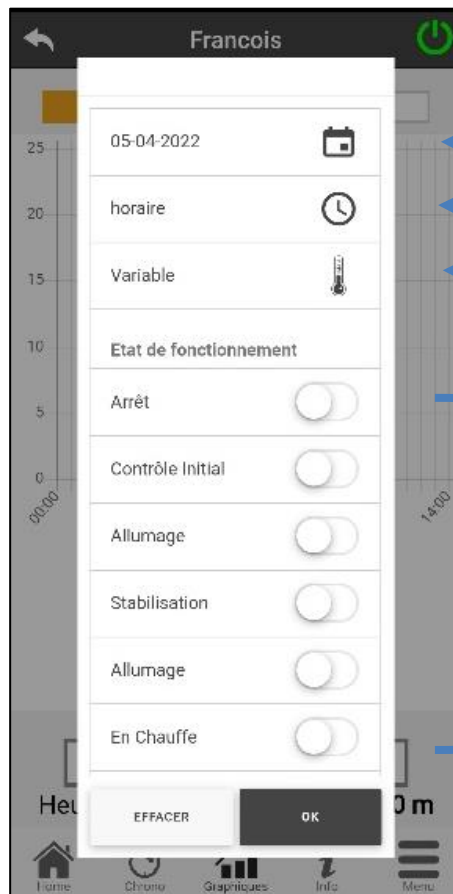 Francois
05-04-2022
horaire
Variable
Etat de fonctionnement
Arrêt
Contrôle Initial
Allumage
Stabilisation
Allumage
En Chauffe
EFFACER
OK
25
20
15
10
5
0
00:00
14:00
Heu
0 m
Home
Chrono
Graphiques
Info
Menu